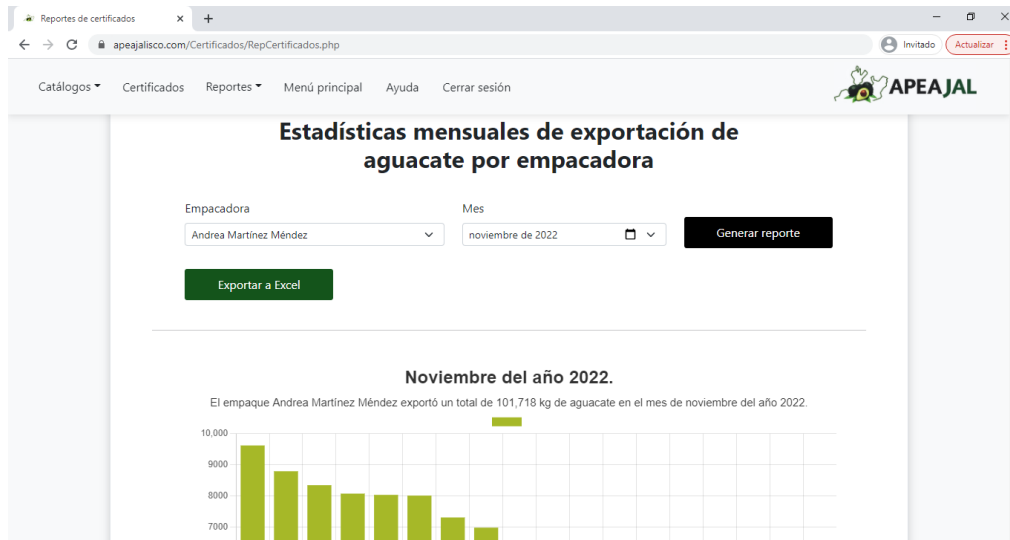 Reportes de certificados
apeajalisco.com/Certificados/RepCertificados.php
Invitado
Actualizar
Catálogos
Certificados
Reportes
Menú principal
Ayuda
Cerrar sesión
APEAJAL
Estadísticas mensuales de exportación de
aguacate por empacadora
Empacadora
Mes
Andrea Martínez Méndez
noviembre de 2022
Generar reporte
Exportar a Excel
Noviembre del año 2022.
El empaque Andrea Martínez Méndez exportó un total de 101,718 kg de aguacate en el mes de noviembre del año 2022.
10,000
9000
8000
7000